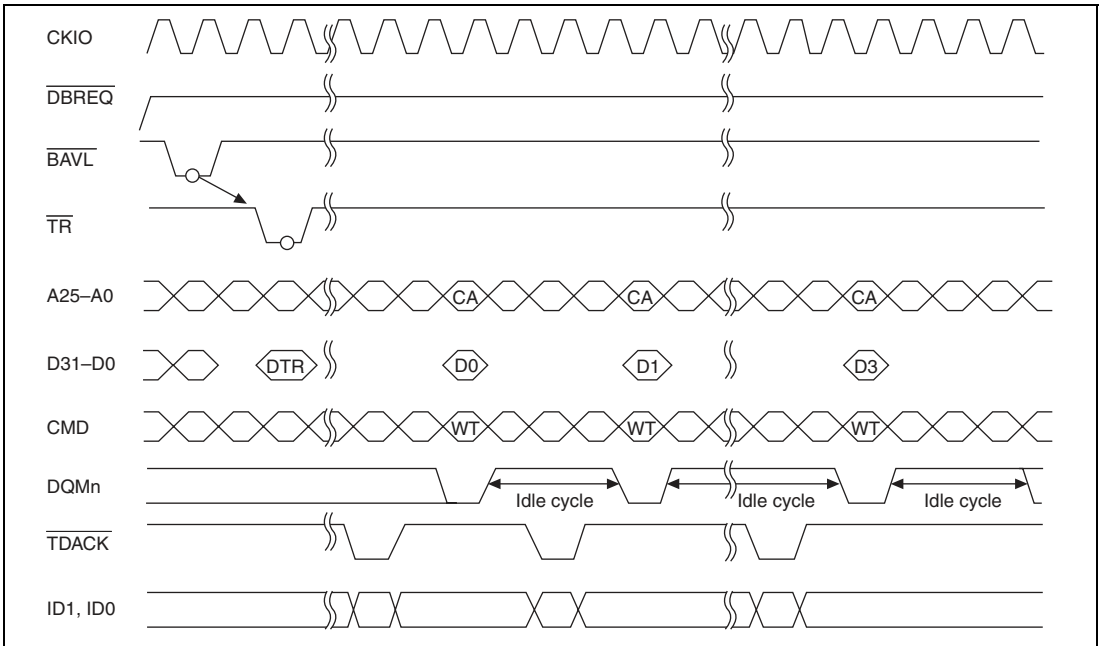 CKIO
DBREQ
BAVL
TR
A25–A0 CA CA CA
D31–D0 DTR D0 D1 D3
CMD WT WT WT
DQMn Idle cycle Idle cycle Idle cycle
TDACK
ID1, ID0